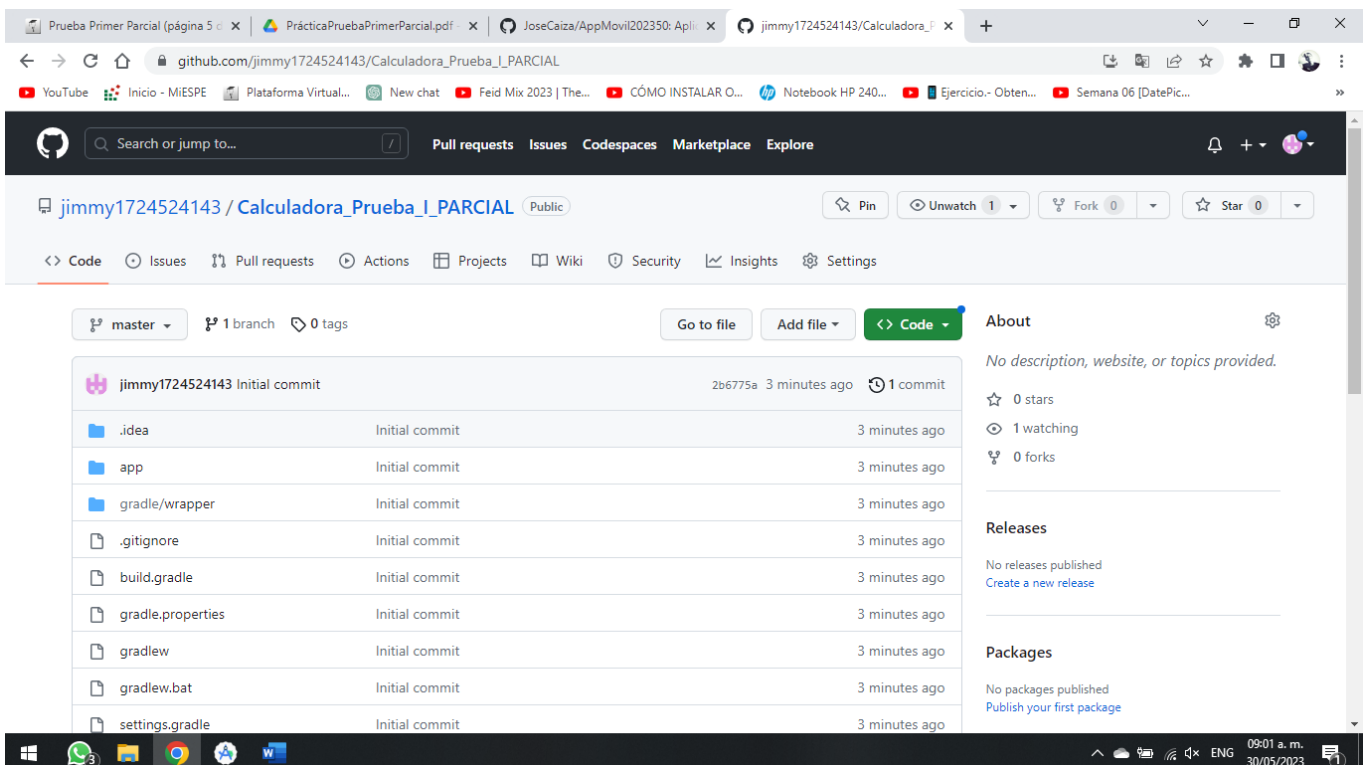 Prueba Primer Parcial (página 5 d
PrácticaPruebaPrimerParcial.pdf -
JoseCaiza/AppMovil202350: Aplic
jimmy1724524143/Calculadora_P
github.com/jimmy1724524143/Calculadora_Prueba_I_PARCIAL
YouTube
Inicio - MiESPE
Plataforma Virtual...
New chat
Feid Mix 2023 | The...
CÓMO INSTALAR O...
Notebook HP 240...
Ejercicio.- Obten...
Semana 06 [DatePic...
»
Search or jump to...
/
Pull requests Issues Codespaces Marketplace Explore
jimmy1724524143 / Calculadora_Prueba_I_PARCIAL Public
Pin
Unwatch 1
Fork 0
Star 0
<> Code
Issues
Pull requests
Actions
Projects
Wiki
Security
Insights
Settings
master
1 branch
0 tags
Go to file
Add file
<> Code
jimmy1724524143 Initial commit 2b6775a 3 minutes ago 1 commit
.idea Initial commit 3 minutes ago
app Initial commit 3 minutes ago
gradle/wrapper Initial commit 3 minutes ago
.gitignore Initial commit 3 minutes ago
build.gradle Initial commit 3 minutes ago
gradle.properties Initial commit 3 minutes ago
gradlew Initial commit 3 minutes ago
gradlew.bat Initial commit 3 minutes ago
settings.gradle Initial commit 3 minutes ago
About
No description, website, or topics provided.
0 stars
1 watching
0 forks
Releases
No releases published
Create a new release
Packages
No packages published
Publish your first package
3
W
ENG
09:01 a. m.
30/05/2023
1